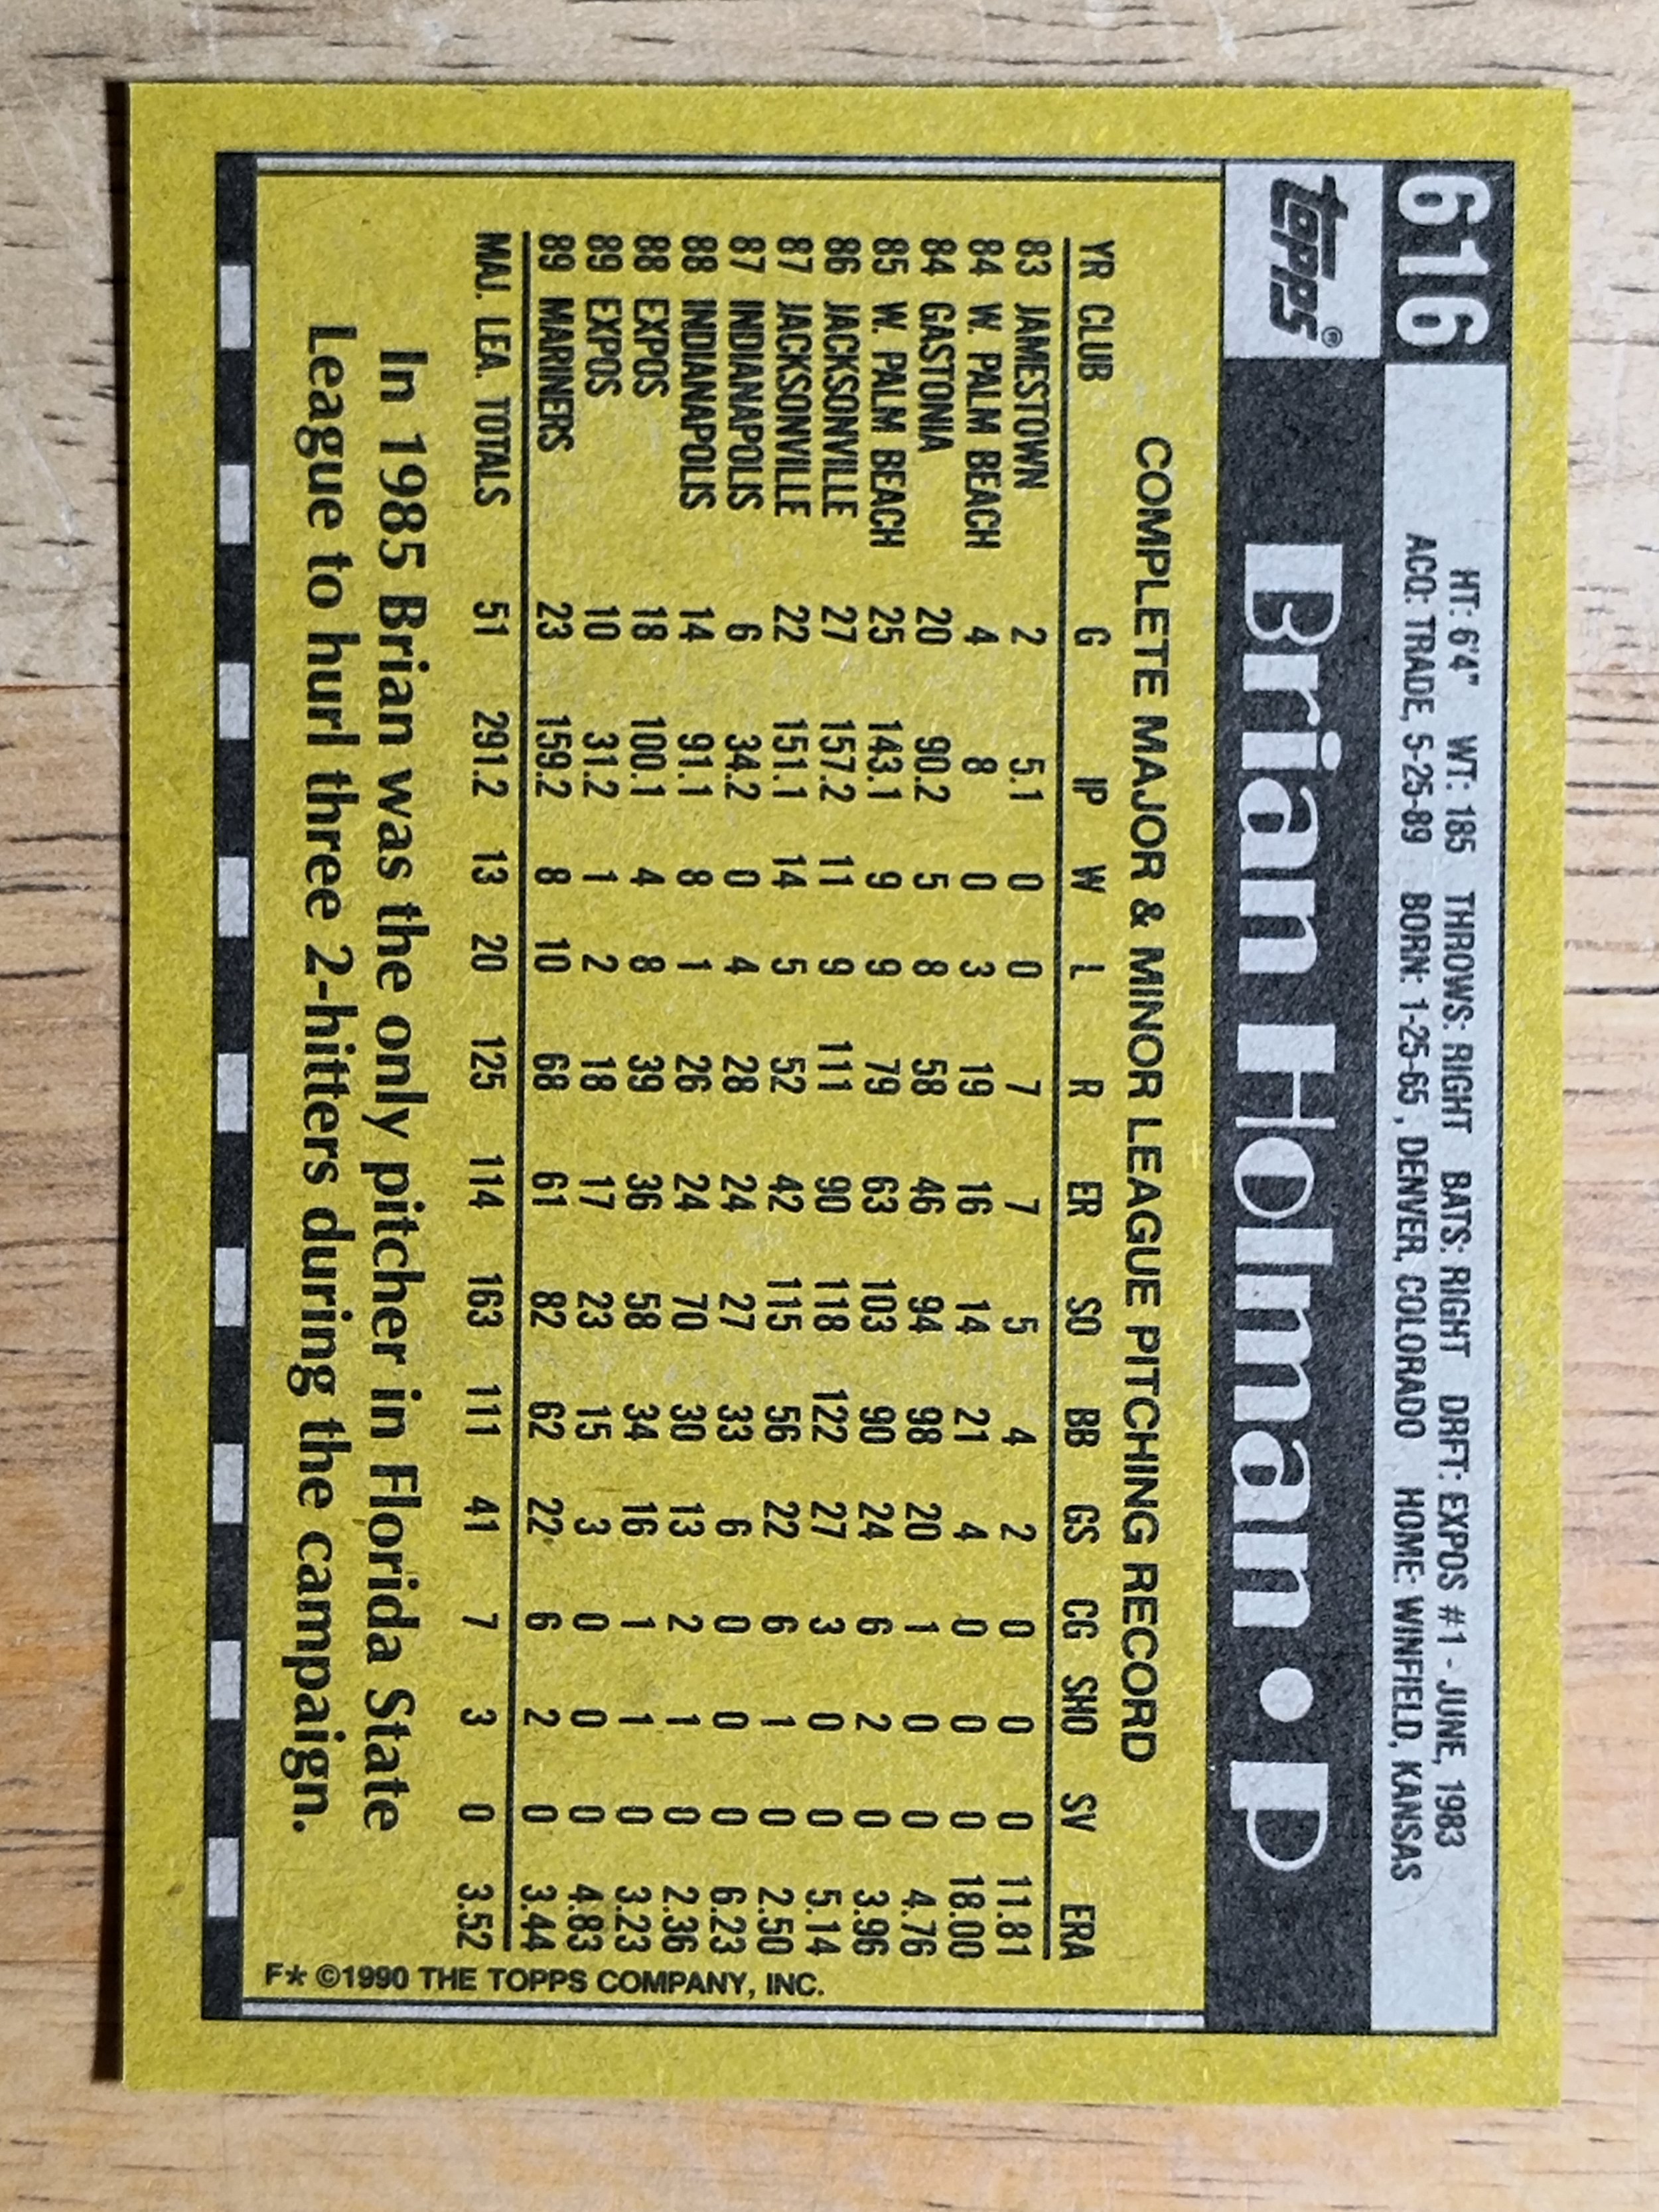 616
HT: 6'4" WT: 185 THROWS: RIGHT BATS: RIGHT DRFT: EXPOS #1 - JUNE, 1983
ACQ: TRADE, 5-25-89 BORN: 1-25-65, DENVER, COLORADO HOME: WINFIELD, KANSAS
topps®
Brian Holman • P
COMPLETE MAJOR & MINOR LEAGUE PITCHING RECORD
YR CLUB G IP W L R ER SO BB GS CG SHO SV ERA
83 JAMESTOWN 2 5.1 0 0 7 7 5 4 2 0 0 0 11.81
84 W. PALM BEACH 4 8 0 3 19 16 14 21 4 0 0 0 18.00
84 GASTONIA 20 90.2 5 8 58 46 94 98 20 1 0 0 4.76
85 W. PALM BEACH 25 143.1 9 9 79 63 103 90 24 6 2 0 3.96
86 JACKSONVILLE 27 157.2 11 9 111 90 118 122 27 3 0 0 5.14
87 JACKSONVILLE 22 151.1 14 5 52 42 115 56 22 6 1 0 2.50
87 INDIANAPOLIS 6 34.2 0 4 28 24 27 33 6 0 0 0 6.23
88 INDIANAPOLIS 14 91.1 8 1 26 24 70 30 13 2 1 0 2.36
88 EXPOS 18 100.1 4 8 39 36 58 34 16 1 1 0 3.23
89 EXPOS 10 31.2 1 2 18 17 23 15 3 0 0 0 4.83
89 MARINERS 23 159.2 8 10 68 61 82 62 22 6 2 0 3.44
MAJ. LEA. TOTALS 51 291.2 13 20 125 114 163 111 41 7 3 0 3.52
In 1985 Brian was the only pitcher in Florida State
League to hurl three 2-hitters during the campaign.
F* ©1990 THE TOPPS COMPANY, INC.